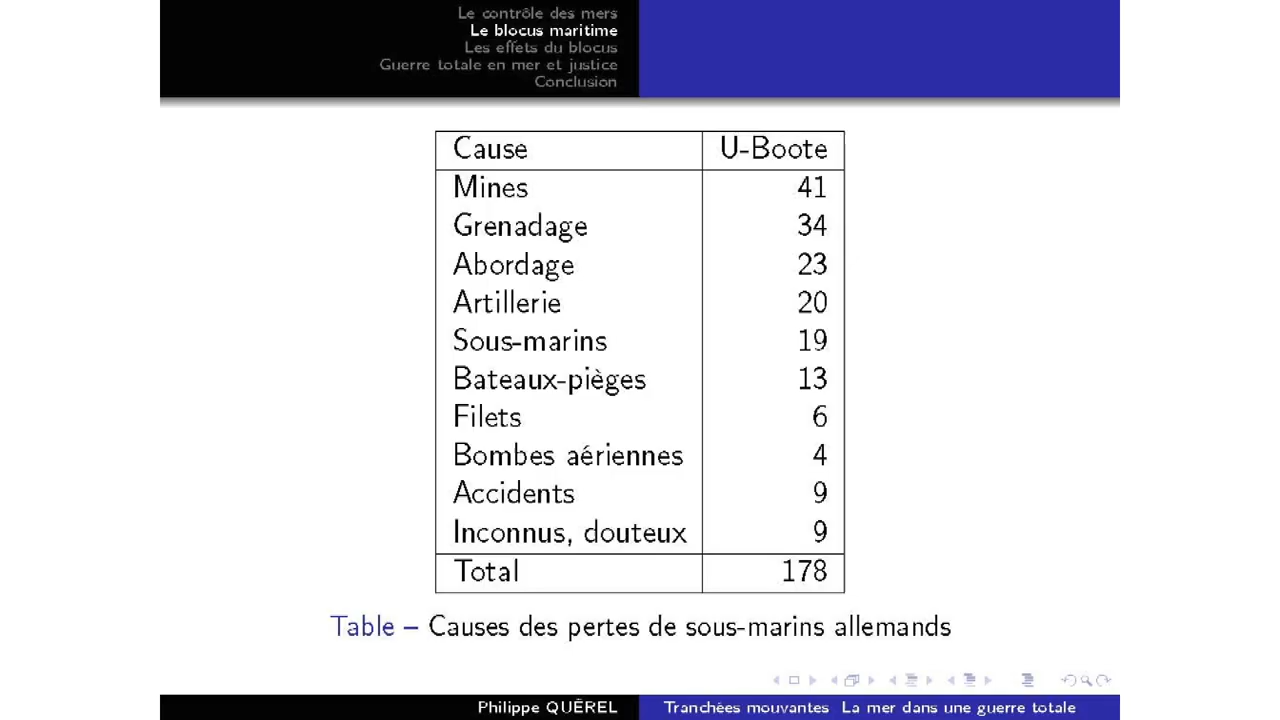 Le contrôle des mers
Le blocus maritime
Les effets du blocus
Guerre totale en mer et justice
Conclusion
Cause U-Boote
Mines 41
Grenadage 34
Abordage 23
Artillerie 20
Sous-marins 19
Bateaux-pièges 13
Filets 6
Bombes aériennes 4
Accidents 9
Inconnus, douteux 9
Total 178
Table – Causes des pertes de sous-marins allemands
Philippe QUÉREL Tranchées mouvantes La mer dans une guerre totale